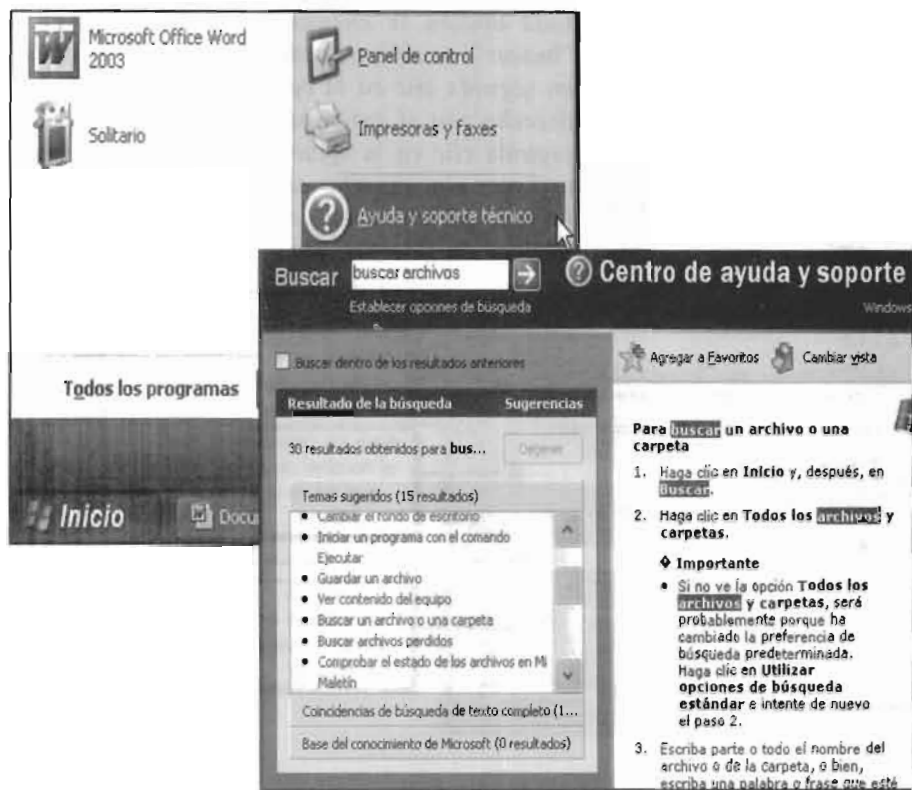 Microsoft Office Word
2003
Solitario
Panel de control
Impresoras y faxes
Ayuda y soporte técnico
Todos los programas
Inicio
Docu
Buscar
buscar archivos
Establecer opciones de búsqueda
Centro de ayuda y soporte
Windows
Buscar dentro de los resultados anteriores
Resultado de la búsqueda
Sugerencias
30 resultados obtenidos para bus...
Detener
Temas sugeridos (15 resultados)
Cambiar el fondo de escritorio
Iniciar un programa con el comando
Ejecutar
Guardar un archivo
Ver contenido del equipo
Buscar un archivo o una carpeta
Buscar archivos perdidos
Comprobar el estado de los archivos en Mi
Maletín
Coincidencias de búsqueda de texto completo (1...
Base del conocimiento de Microsoft (0 resultados)
Agregar a Favoritos
Cambiar vista
Para buscar un archivo o una
carpeta
1. Haga clic en Inicio y, después, en
Buscar.
2. Haga clic en Todos los archivos y
carpetas.
Importante
Si no ve la opción Todos los
archivos y carpetas, será
probablemente porque ha
cambiado la preferencia de
búsqueda predeterminada.
Haga clic en Utilizar
opciones de búsqueda
estándar e intente de nuevo
el paso 2.
3. Escriba parte o todo el nombre del
archivo o de la carpeta, o bien,
escriba una palabra o frase que esté